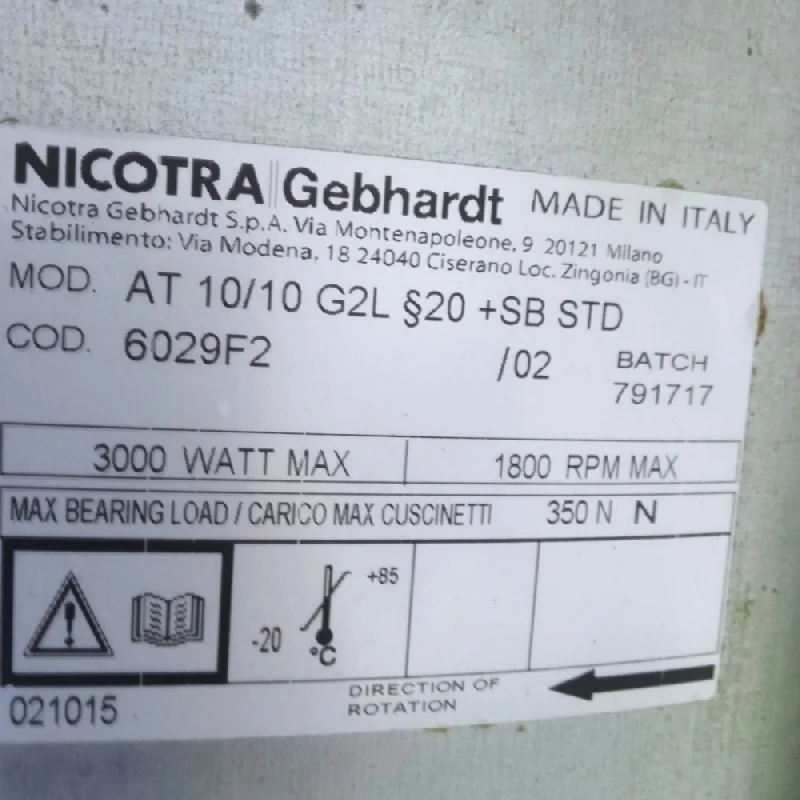 NICOTRA Gebhardt MADE IN ITALY
Nicotra Gebhardt S.p.A. Via Montenapoleone, 9 20121 Milano
Stabilimento: Via Modena, 18 24040 Ciserano Loc. Zingonia (BG) - IT
MOD. AT 10/10 G2L §20 +SB STD
COD. 6029F2 /02 BATCH
791717
3000 WATT MAX 1800 RPM MAX
MAX BEARING LOAD / CARICO MAX CUSCINETTI 350 N N
+85
-20
°C
DIRECTION OF
ROTATION
021015